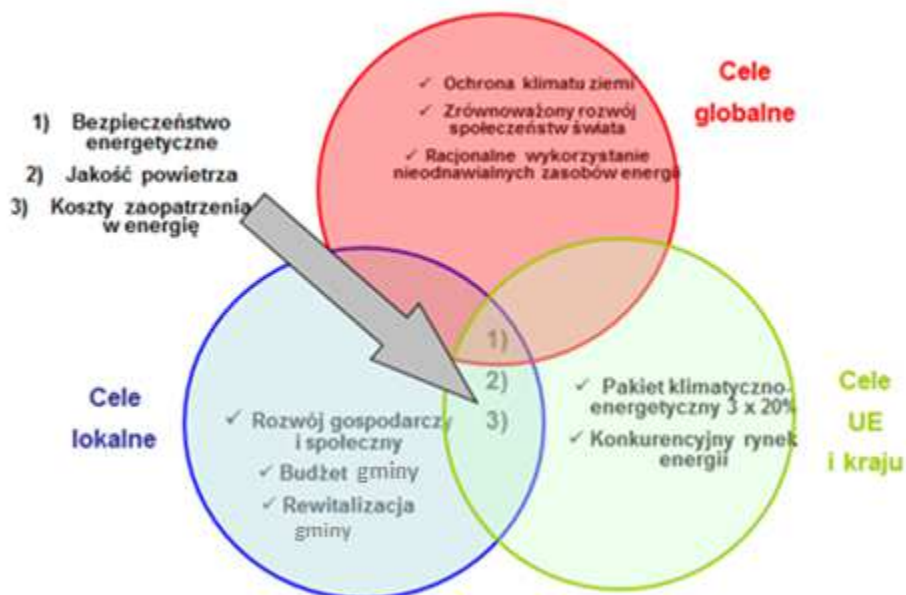 Cele
globalne
✓ Ochrona klimatu ziemi
✓ Zrównoważony rozwój
społeczeństw świata
✓ Racjonalne wykorzystanie
nieodnawialnych zasobów energii
1) Bezpieczeństwo
energetyczne
2) Jakość powietrza
3) Koszty zaopatrzenia
w energię
1)
2)
3)
Cele
lokalne
✓ Rozwój gospodarczy
i społeczny
✓ Budżet gminy
✓ Rewitalizacja
gminy
✓ Pakiet klimatyczno-
energetyczny 3 x 20%
✓ Konkurencyjny rynek
energii
Cele
UE
i kraju